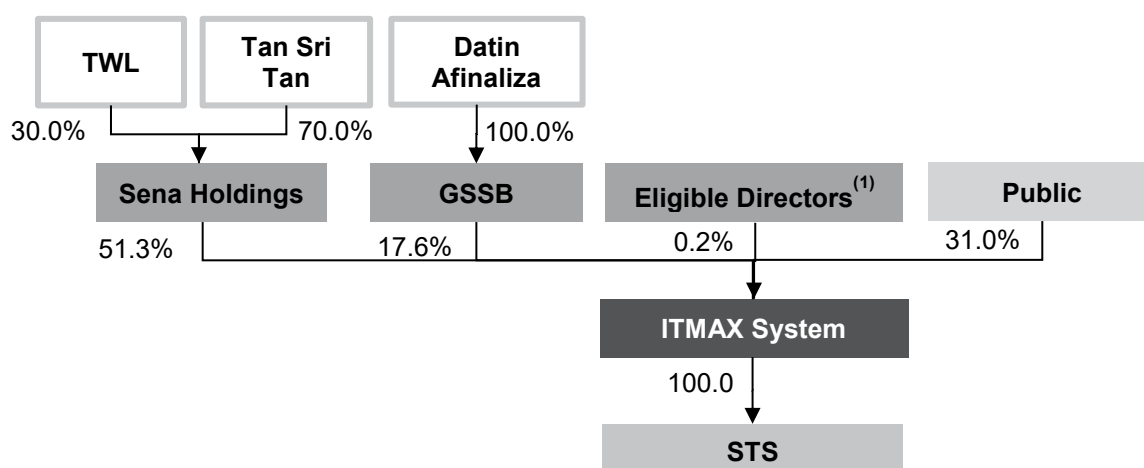 TWL
Tan Sri
Tan
Datin
Afinaliza
30.0%
70.0%
100.0%
Sena Holdings
GSSB
Eligible Directors(1)
Public
51.3%
17.6%
0.2%
31.0%
ITMAX System
100.0
STS